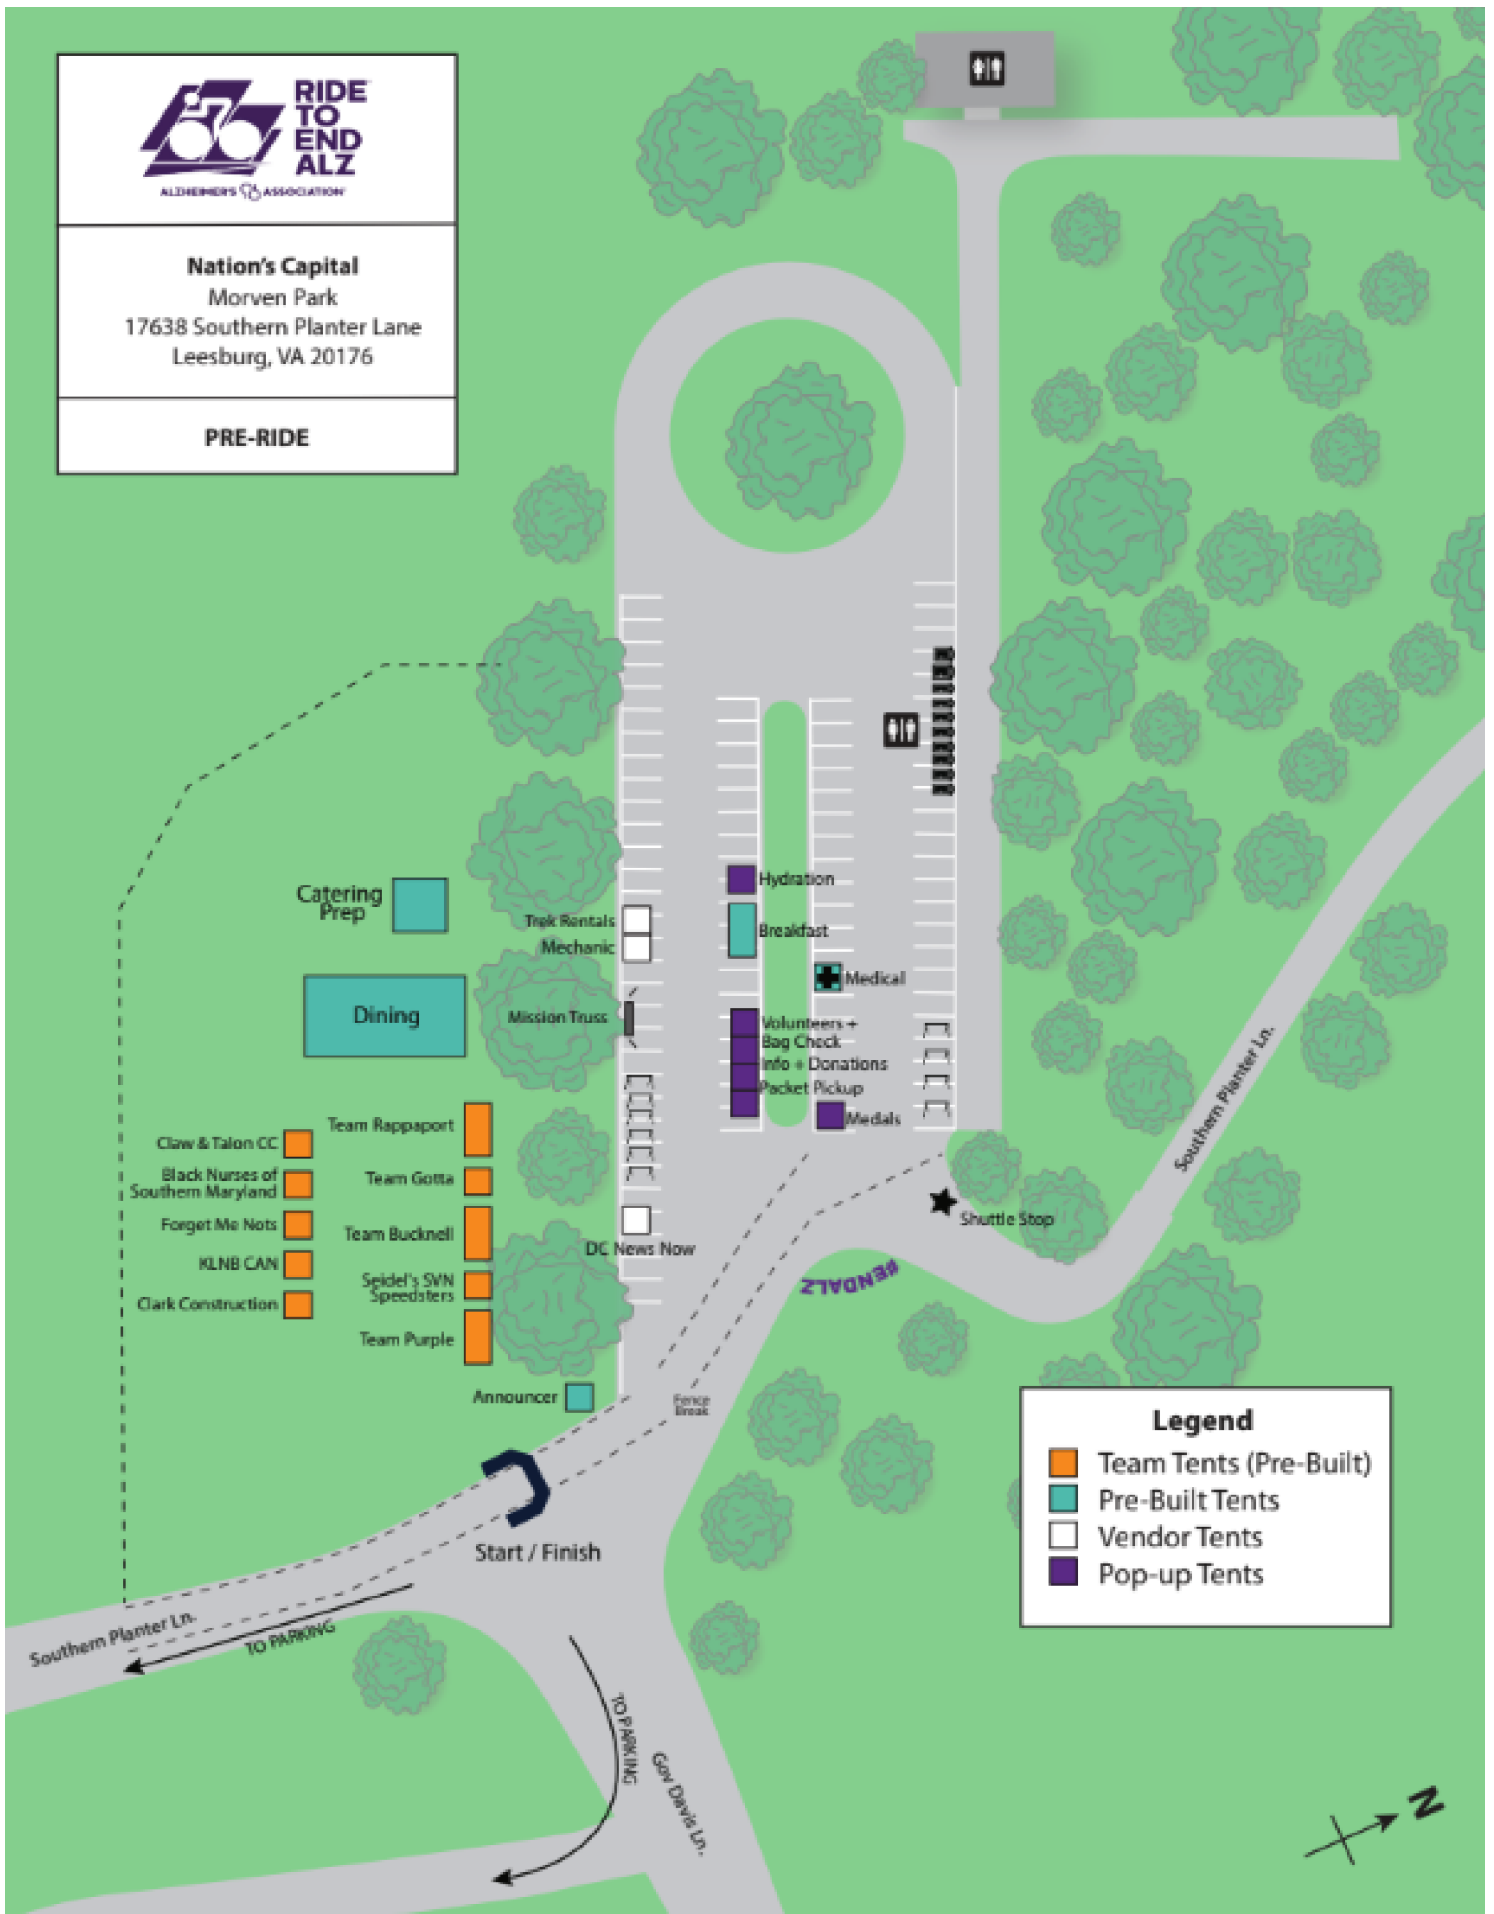 RIDE
TO
END
ALZ
ALZHEIMER'S ASSOCIATION
Nation's Capital
Morven Park
17638 Southern Planter Lane
Leesburg, VA 20176
PRE-RIDE
Catering
Prep
Dining
Trek Rentals
Mechanic
Mission Truss
Hydration
Breakfast
Medical
Volunteers +
Bag Check
Info + Donations
Packet Pickup
Medals
Team Rappaport
Claw & Talon CC
Black Nurses of
Southern Maryland
Team Gotta
Forget Me Nots
Team Bucknell
KLNB CAN
Seidel's SVN
Speedsters
Clark Construction
Team Purple
DC News Now
Shuttle Stop
#ENDALZ
Southern Planter Ln.
Announcer
Fence
Break
Start / Finish
Southern Planter Ln.
TO PARKING
TO PARKING
Gov Davis Ln.
Legend
Team Tents (Pre-Built)
Pre-Built Tents
Vendor Tents
Pop-up Tents
N